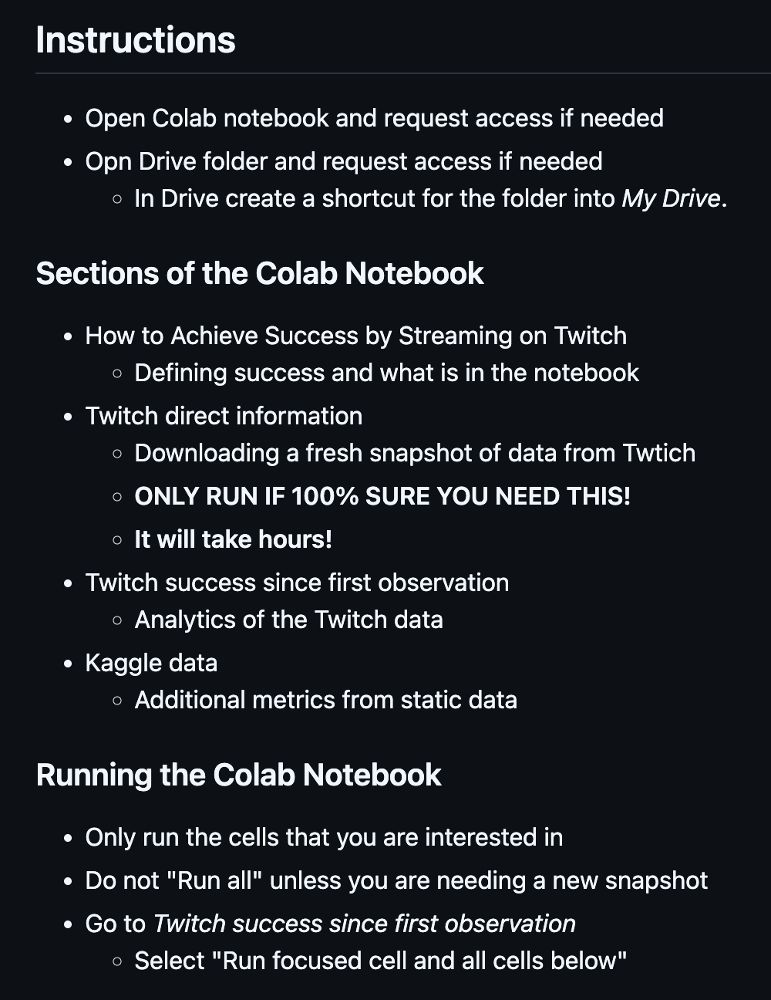 Instructions
Open Colab notebook and request access if needed
Opn Drive folder and request access if needed
In Drive create a shortcut for the folder into My Drive.
Sections of the Colab Notebook
How to Achieve Success by Streaming on Twitch
Defining success and what is in the notebook
Twitch direct information
Downloading a fresh snapshot of data from Twtich
ONLY RUN IF 100% SURE YOU NEED THIS!
It will take hours!
Twitch success since first observation
Analytics of the Twitch data
Kaggle data
Additional metrics from static data
Running the Colab Notebook
Only run the cells that you are interested in
Do not "Run all" unless you are needing a new snapshot
Go to Twitch success since first observation
Select "Run focused cell and all cells below"